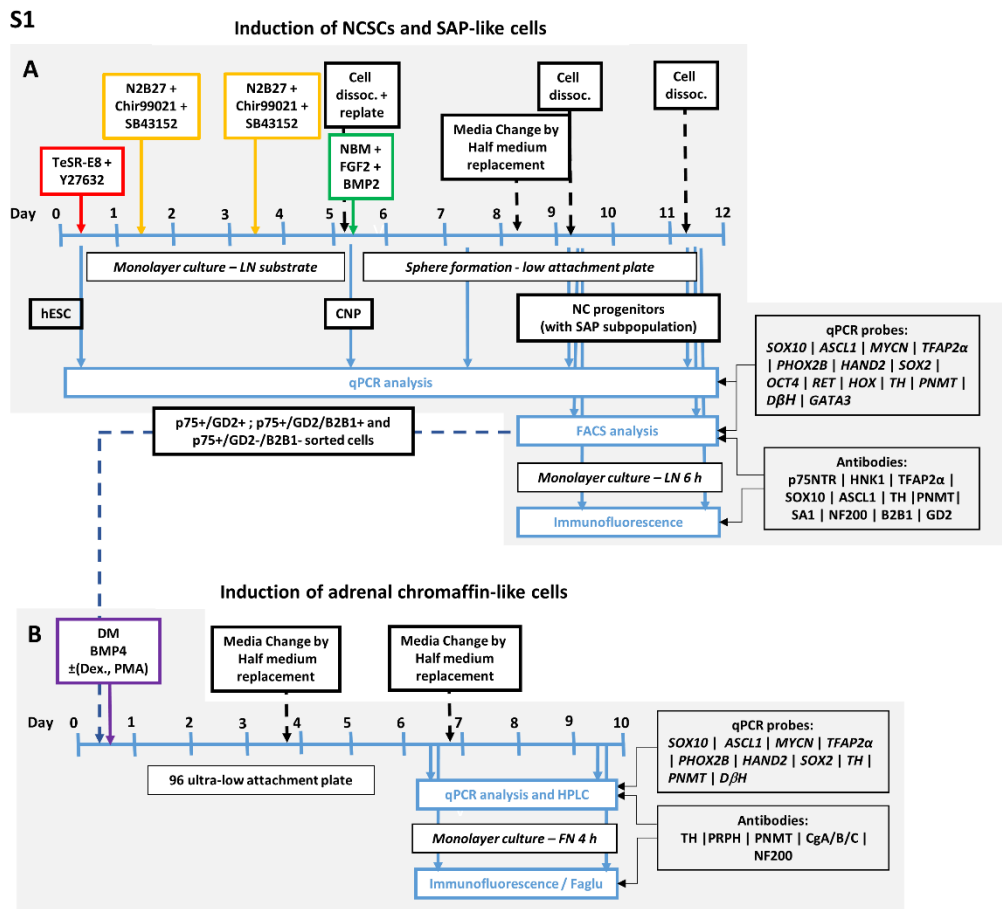 S1
Induction of NCSCs and SAP-like cells
A
N2B27 +
Chir99021 +
SB43152
N2B27 +
Chir99021 +
SB43152
Cell
dissoc. +
replate
Cell
dissoc.
Cell
dissoc.
Media Change by
Half medium
replacement
TeSR-E8 +
Y27632
NBM +
FGF2 +
BMP2
Day 0 1 2 3 4 5 6 7 8 9 10 11 12
Monolayer culture – LN substrate
Sphere formation - low attachment plate
hESC
CNP
NC progenitors
(with SAP subpopulation)
qPCR analysis
qPCR probes:
SOX10 | ASCL1 | MYCN | TFAP2α
| PHOX2B | HAND2 | SOX2 |
OCT4 | RET | HOX | TH | PNMT |
DβH | GATA3
p75+/GD2+ ; p75+/GD2/B2B1+ and
p75+/GD2-/B2B1- sorted cells
FACS analysis
Monolayer culture – LN 6 h
Immunofluorescence
Antibodies:
p75NTR | HNK1 | TFAP2α |
SOX10 | ASCL1 | TH |PNMT|
SA1 | NF200 | B2B1 | GD2
Induction of adrenal chromaffin-like cells
B
DM
BMP4
±(Dex., PMA)
Media Change by
Half medium
replacement
Media Change by
Half medium
replacement
Day 0 1 2 3 4 5 6 7 8 9 10
96 ultra-low attachment plate
qPCR analysis and HPLC
Monolayer culture – FN 4 h
Immunofluorescence / Faglu
qPCR probes:
SOX10 | ASCL1 | MYCN | TFAP2α
| PHOX2B | HAND2 | SOX2 | TH |
PNMT | DβH
Antibodies:
TH |PRPH | PNMT | CgA/B/C |
NF200